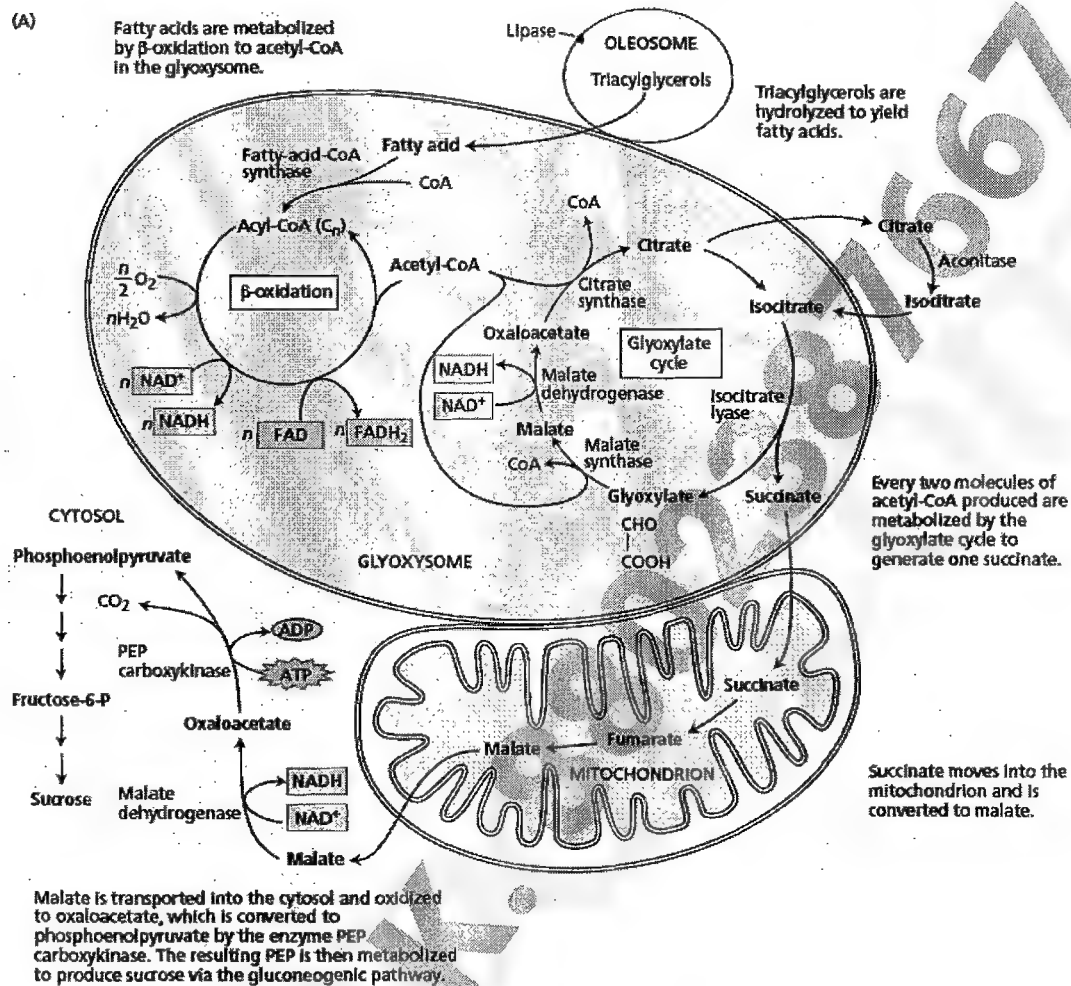 (A)
Fatty acids are metabolized
by β-oxidation to acetyl-CoA
in the glyoxysome.
Lipase
OLEOSOME
Triacylglycerols
Triacylglycerols are
hydrolyzed to yield
fatty acids.
Fatty acid
Fatty-acid-CoA
synthase
CoA
Acyl-CoA (Cn)
n/2 O2
nH2O
β-oxidation
n NAD+
n NADH
n FAD
n FADH2
Acetyl-CoA
CoA
Citrate
Citrate
Aconitase
Isocitrate
Isocitrate
Citrate
synthase
Oxaloacetate
Glyoxylate
cycle
NADH
NAD+
Malate
dehydrogenase
Isocitrate
lyase
Malate
Malate
synthase
CoA
Glyoxylate
CHO
COOH
Succinate
GLYOXYSOME
Every two molecules of
acetyl-CoA produced are
metabolized by the
glyoxylate cycle to
generate one succinate.
CYTOSOL
Phosphoenolpyruvate
CO2
ADP
PEP
carboxykinase
ATP
Fructose-6-P
Oxaloacetate
Sucrose
Malate
dehydrogenase
NADH
NAD+
Malate
Succinate
Fumarate
Malate
MITOCHONDRION
Succinate moves into the
mitochondrion and is
converted to malate.
Malate is transported into the cytosol and oxidized
to oxaloacetate, which is converted to
phosphoenolpyruvate by the enzyme PEP
carboxykinase. The resulting PEP is then metabolized
to produce sucrose via the gluconeogenic pathway.